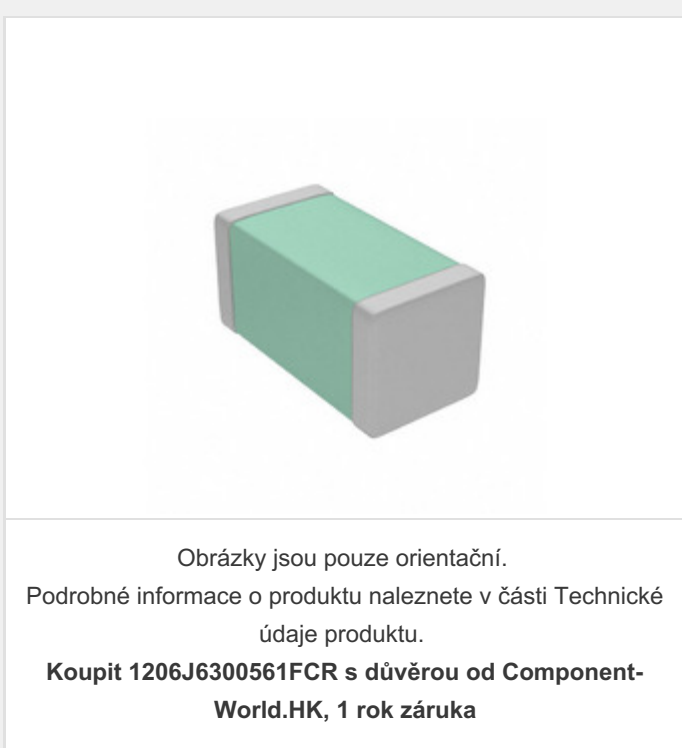 Obrázky jsou pouze orientační.
Podrobné informace o produktu naleznete v části Technické
údaje produktu.
Koupit 1206J6300561FCR s důvěrou od Component-
World.HK, 1 rok záruka